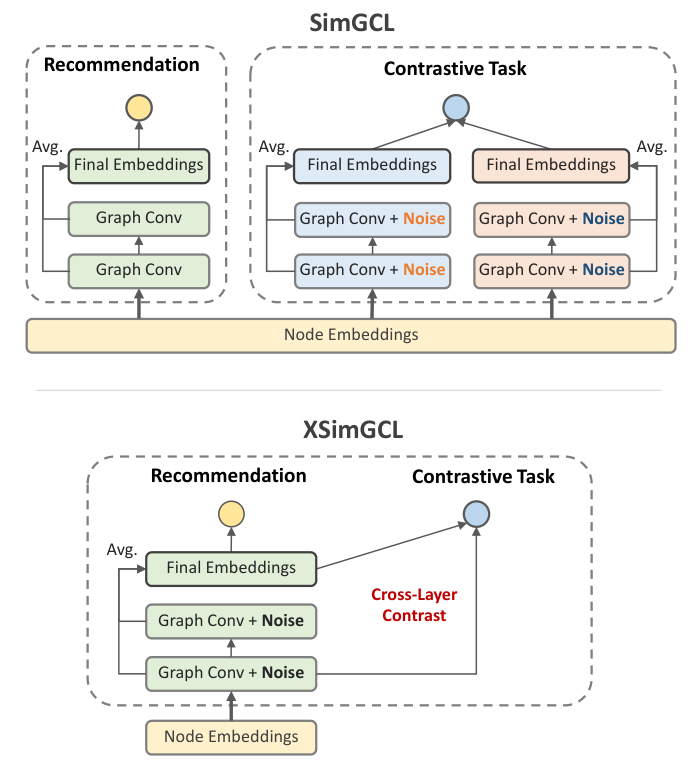 SimGCL
Recommendation
Contrastive Task
Avg.
Final Embeddings
Graph Conv
Graph Conv
Avg.
Final Embeddings
Graph Conv + Noise
Graph Conv + Noise
Avg.
Final Embeddings
Graph Conv + Noise
Graph Conv + Noise
Node Embeddings
XSimGCL
Recommendation
Contrastive Task
Avg.
Final Embeddings
Graph Conv + Noise
Graph Conv + Noise
Cross-Layer
Contrast
Node Embeddings